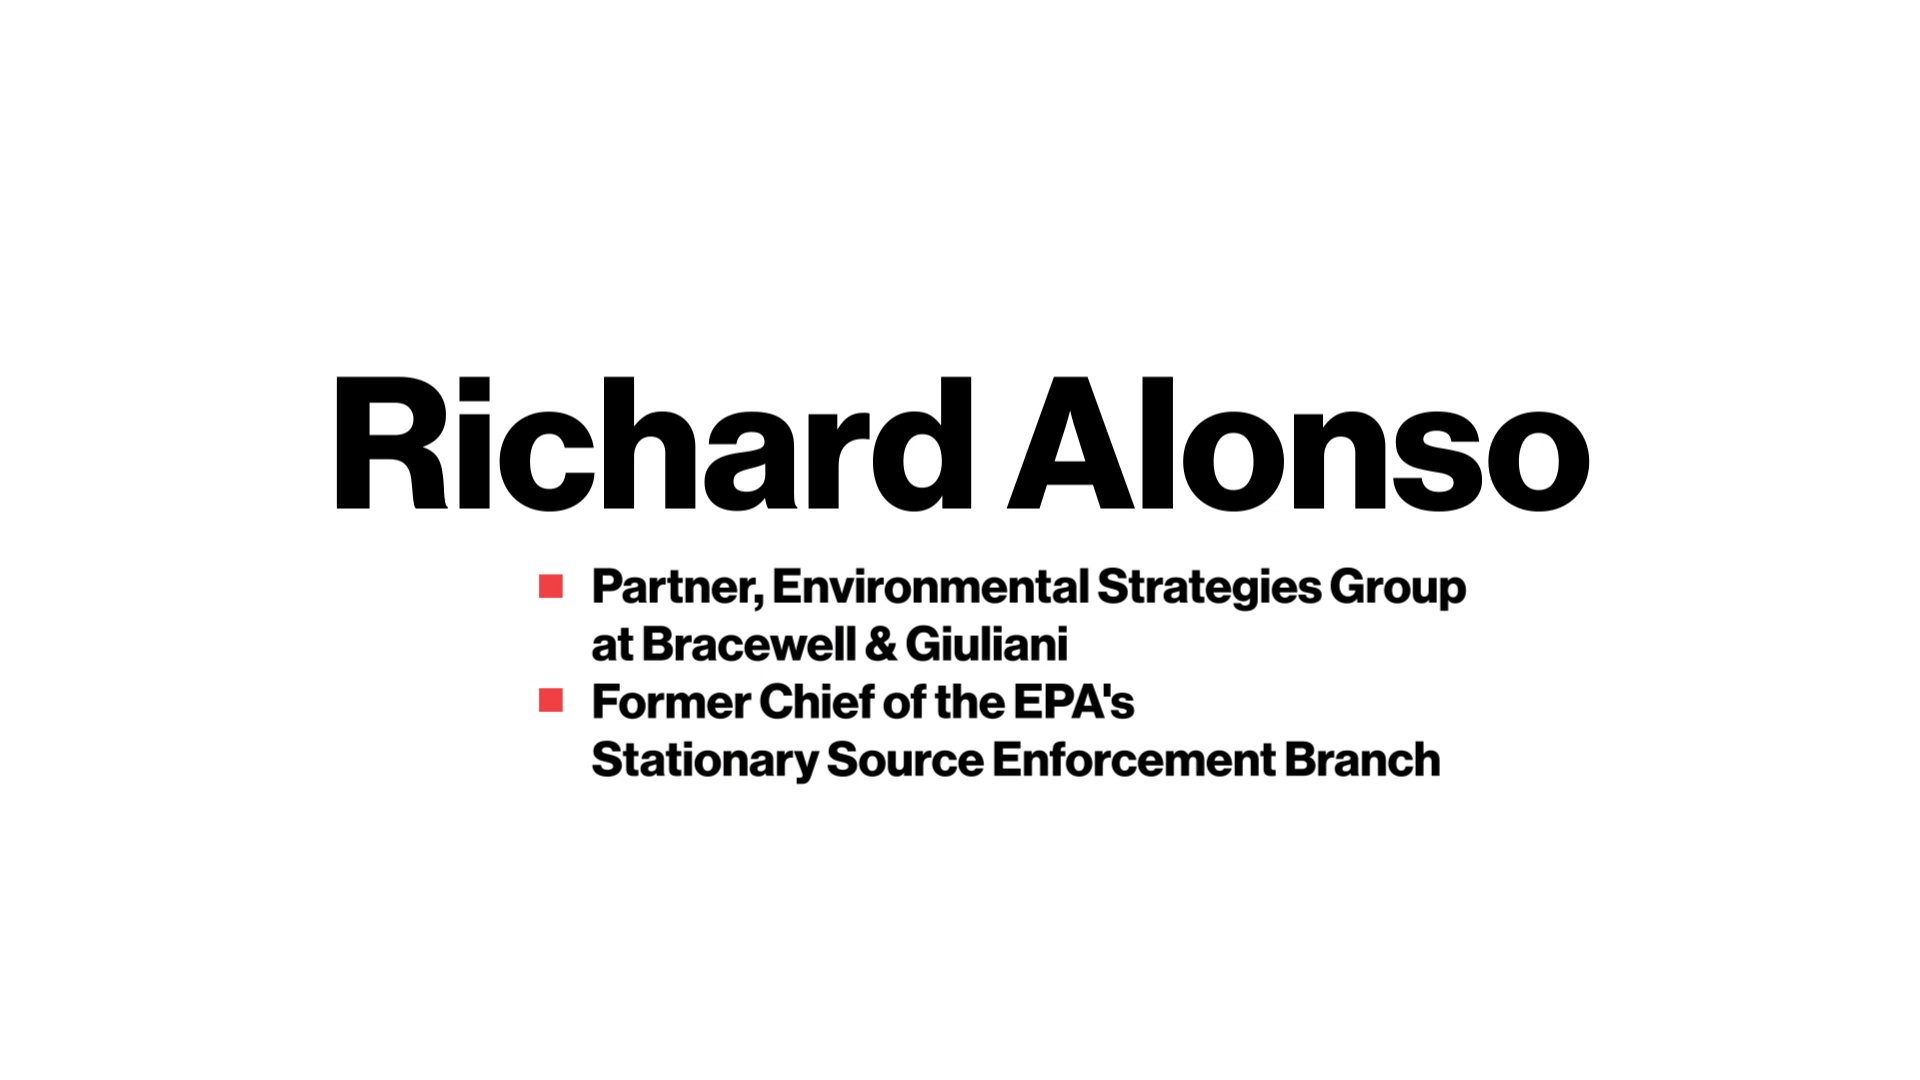 Richard Alonso
Partner, Environmental Strategies Group
at Bracewell & Giuliani
Former Chief of the EPA's
Stationary Source Enforcement Branch